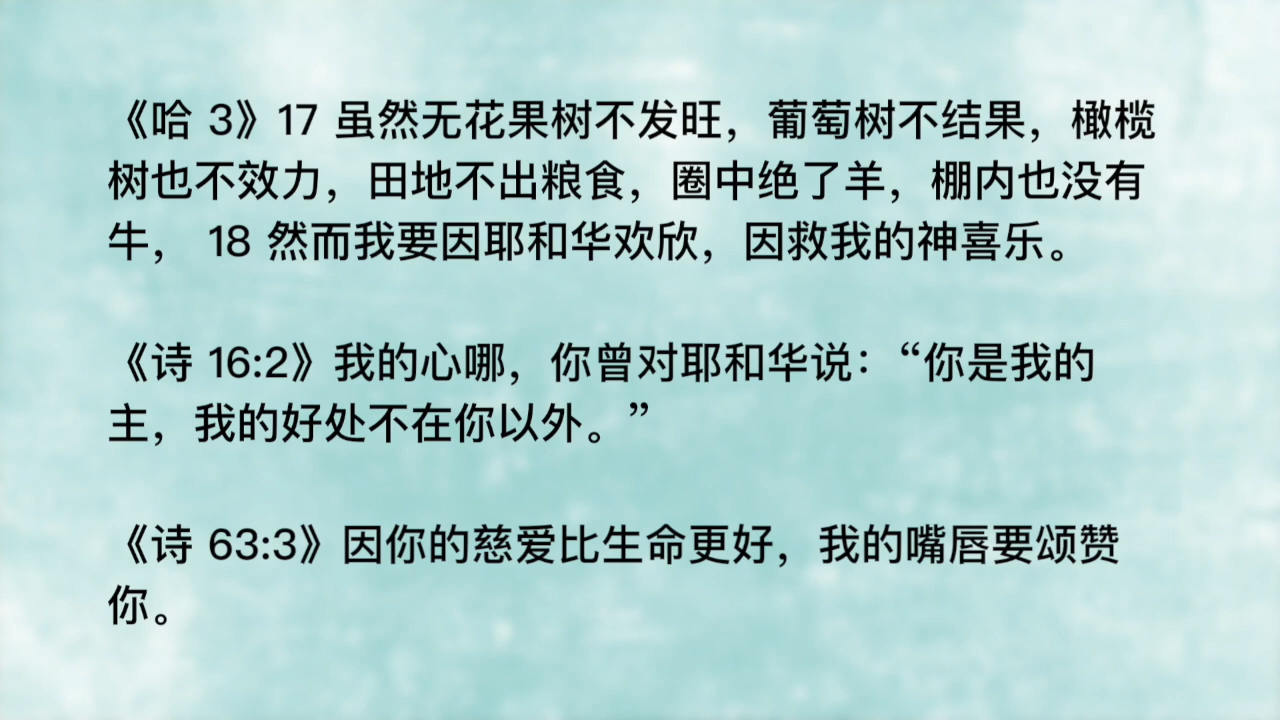 《哈 3》17 虽然无花果树不发旺，葡萄树不结果，橄榄
树也不效力，田地不出粮食，圈中绝了羊，棚内也没有
牛， 18 然而我要因耶和华欢欣，因救我的神喜乐。
《诗 16:2》我的心哪，你曾对耶和华说：“你是我的
主，我的好处不在你以外。”
《诗 63:3》因你的慈爱比生命更好，我的嘴唇要颂赞
你。